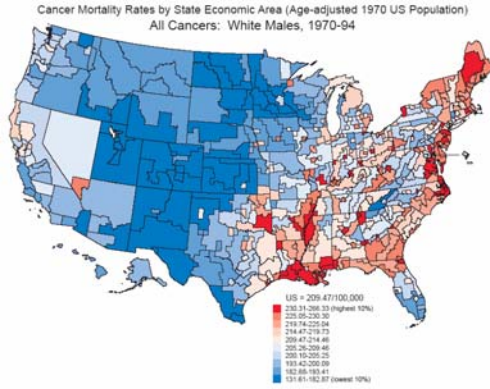 Cancer Mortality Rates by State Economic Area (Age-adjusted 1970 US Population)
All Cancers: White Males, 1970-94
US = 209.47/100,000
230.31-266.33 (highest 10%)
225.05-230.30
219.74-225.04
214.47-219.73
209.47-214.46
205.26-209.46
200.10-205.25
193.42-200.09
182.68-193.41
131.61-182.67 (lowest 10%)